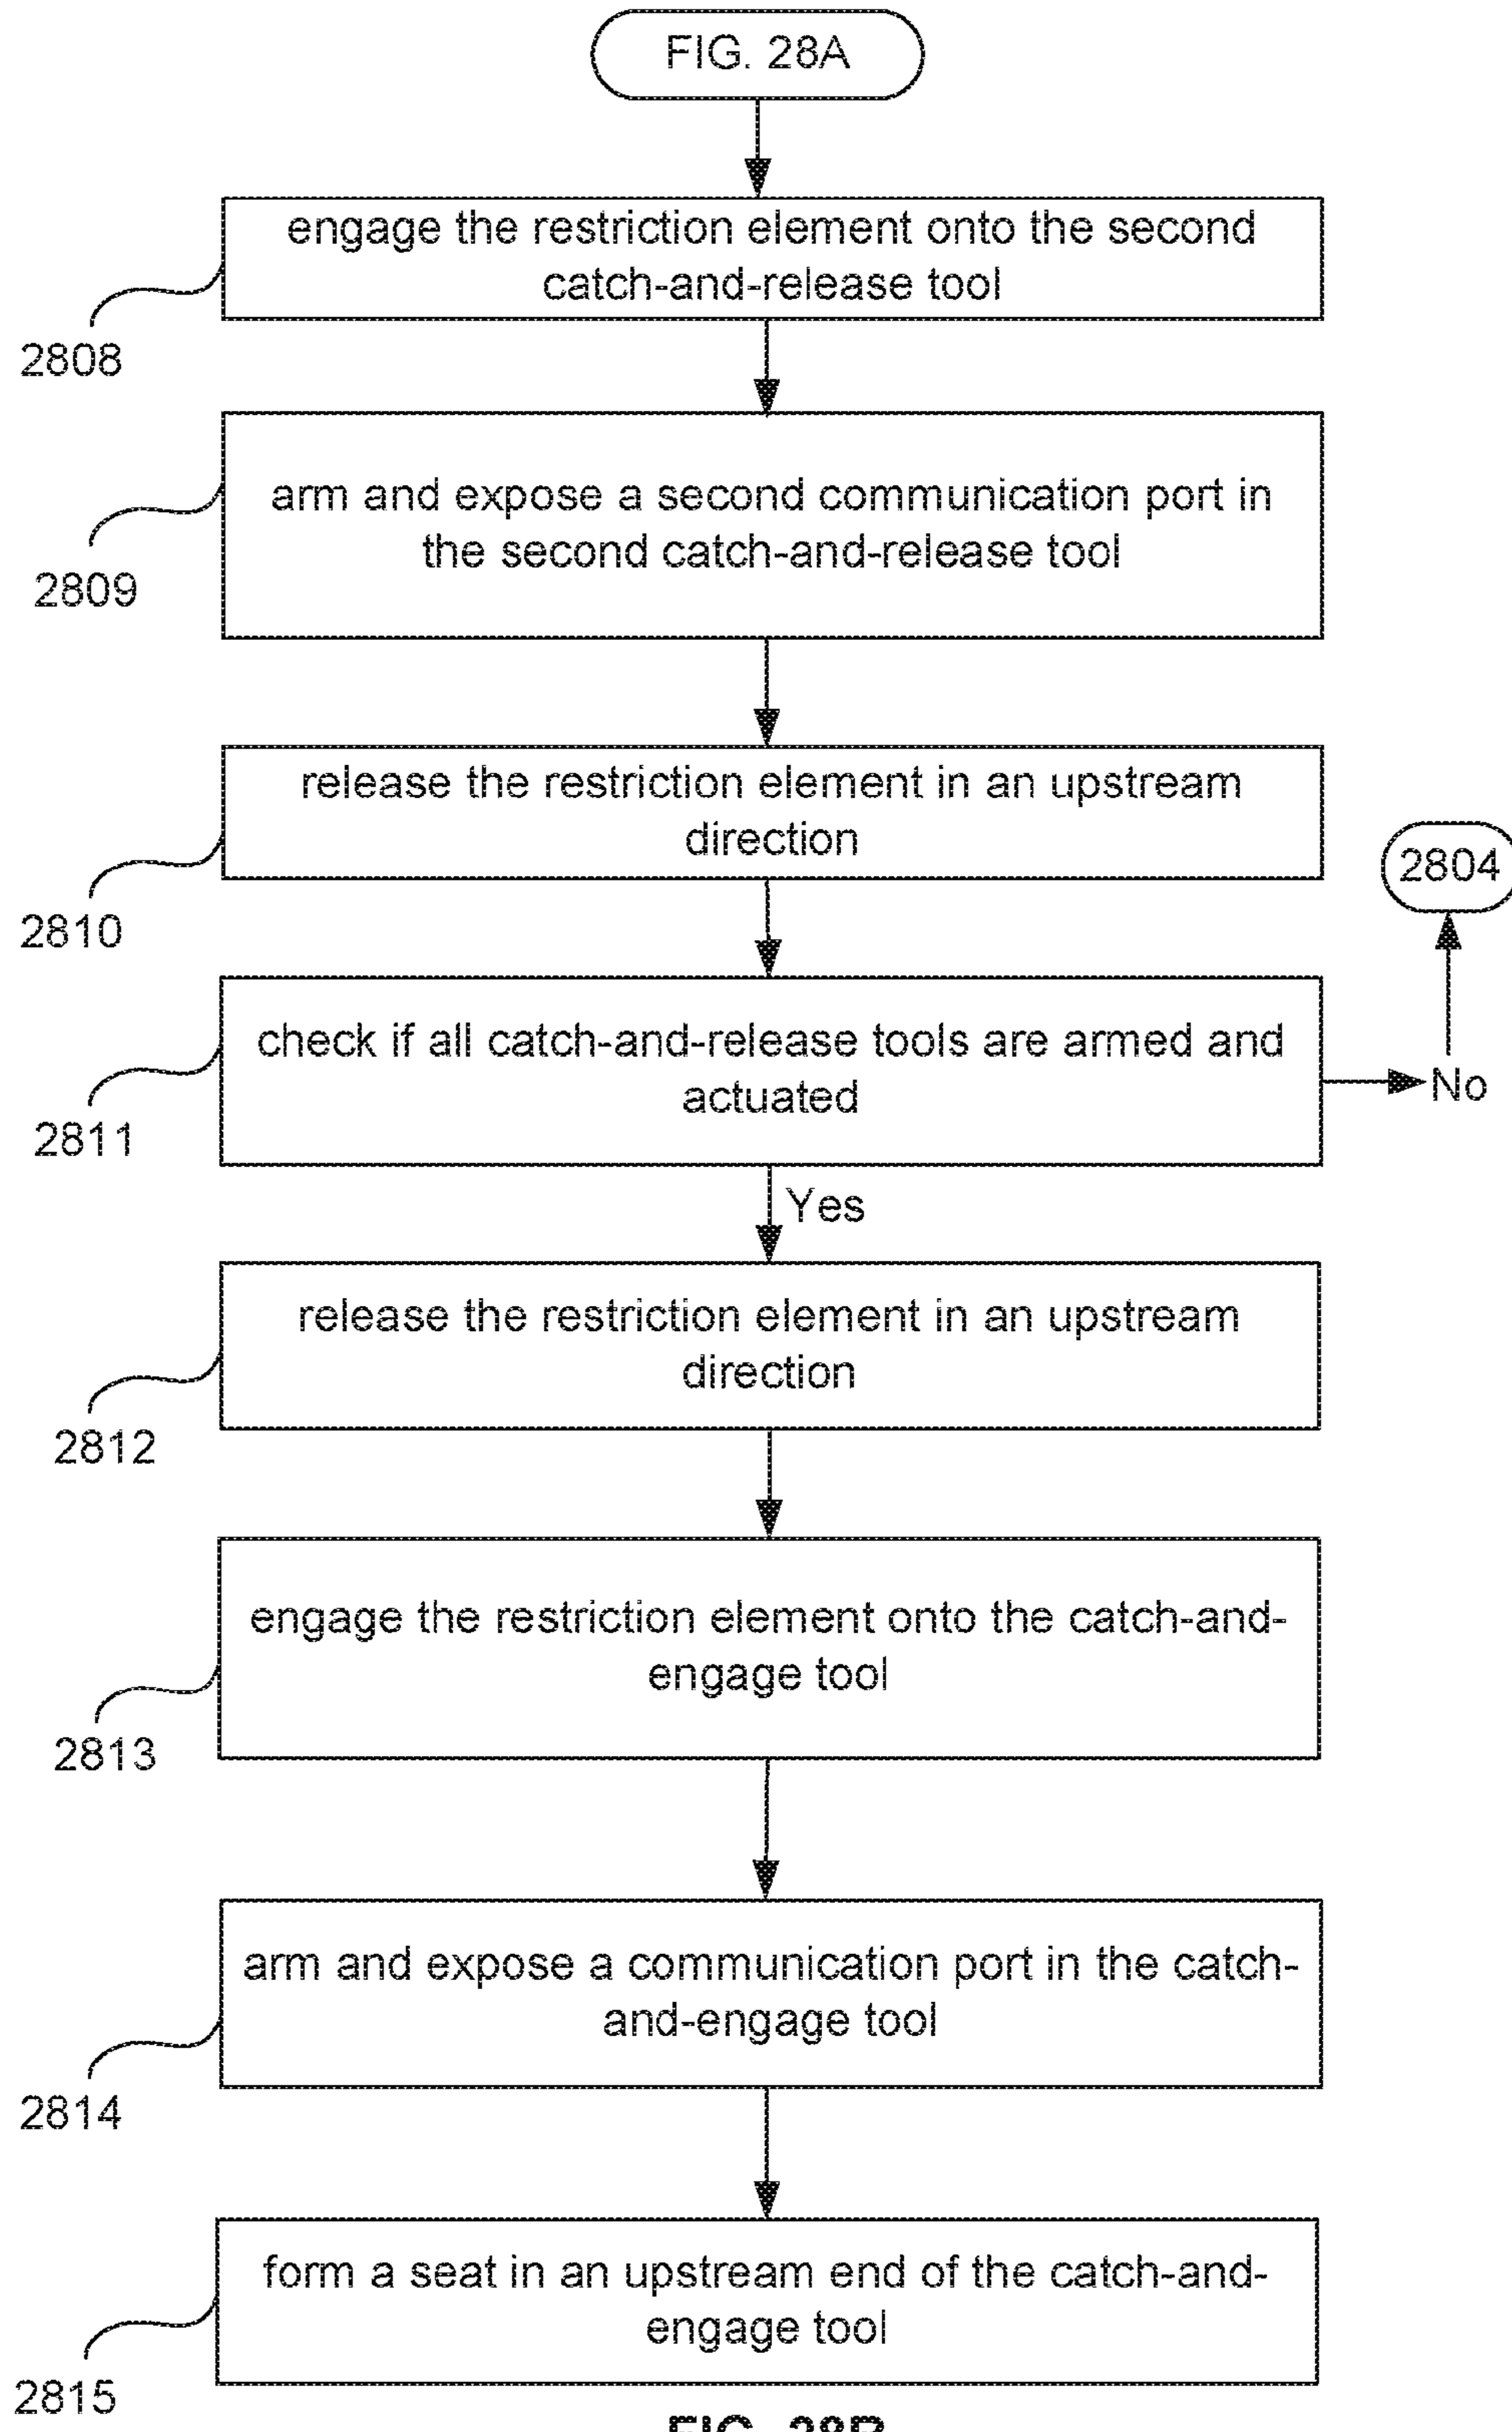 FIG. 28A
engage the restriction element onto the second
catch-and-release tool
2808
arm and expose a second communication port in
the second catch-and-release tool
2809
release the restriction element in an upstream
direction
2810
2804
check if all catch-and-release tools are armed and
actuated
No
2811
Yes
release the restriction element in an upstream
direction
2812
engage the restriction element onto the catch-and-
engage tool
2813
arm and expose a communication port in the catch-
and-engage tool
2814
form a seat in an upstream end of the catch-and-
engage tool
2815
FIG. 28B